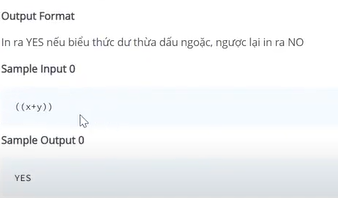 Output Format
In ra YES nếu biểu thức dư thừa dấu ngoặc, ngược lại in ra NO
Sample Input 0
((x+y))
Sample Output 0
YES